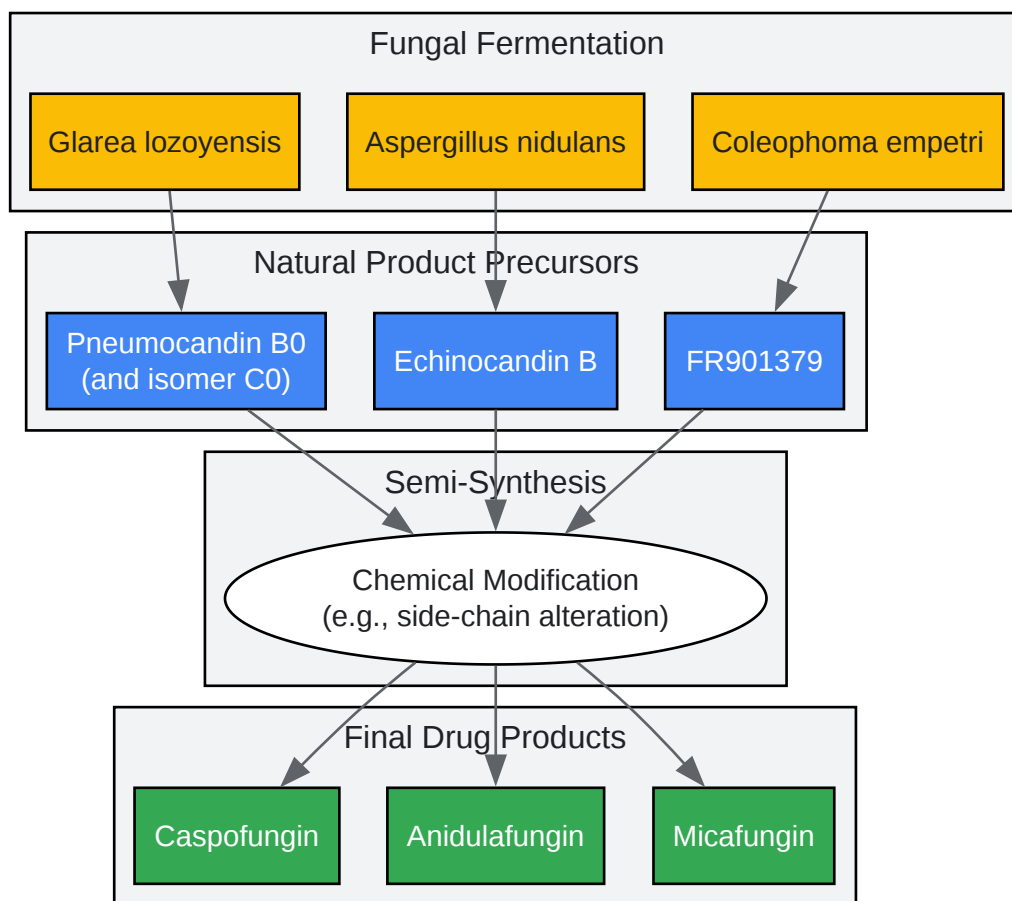 Fungal Fermentation
Glarea lozoyensis
Aspergillus nidulans
Coleophoma empetri
Natural Product Precursors
Pneumocandin B0
(and isomer C0)
Echinocandin B
FR901379
Semi-Synthesis
Chemical Modification
(e.g., side-chain alteration)
Final Drug Products
Caspofungin
Anidulafungin
Micafungin